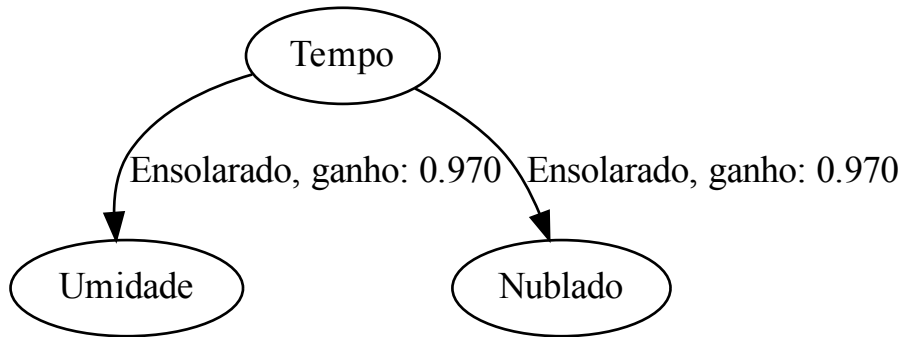 Tempo
Ensolarado, ganho: 0.970
Ensolarado, ganho: 0.970
Umidade
Nublado